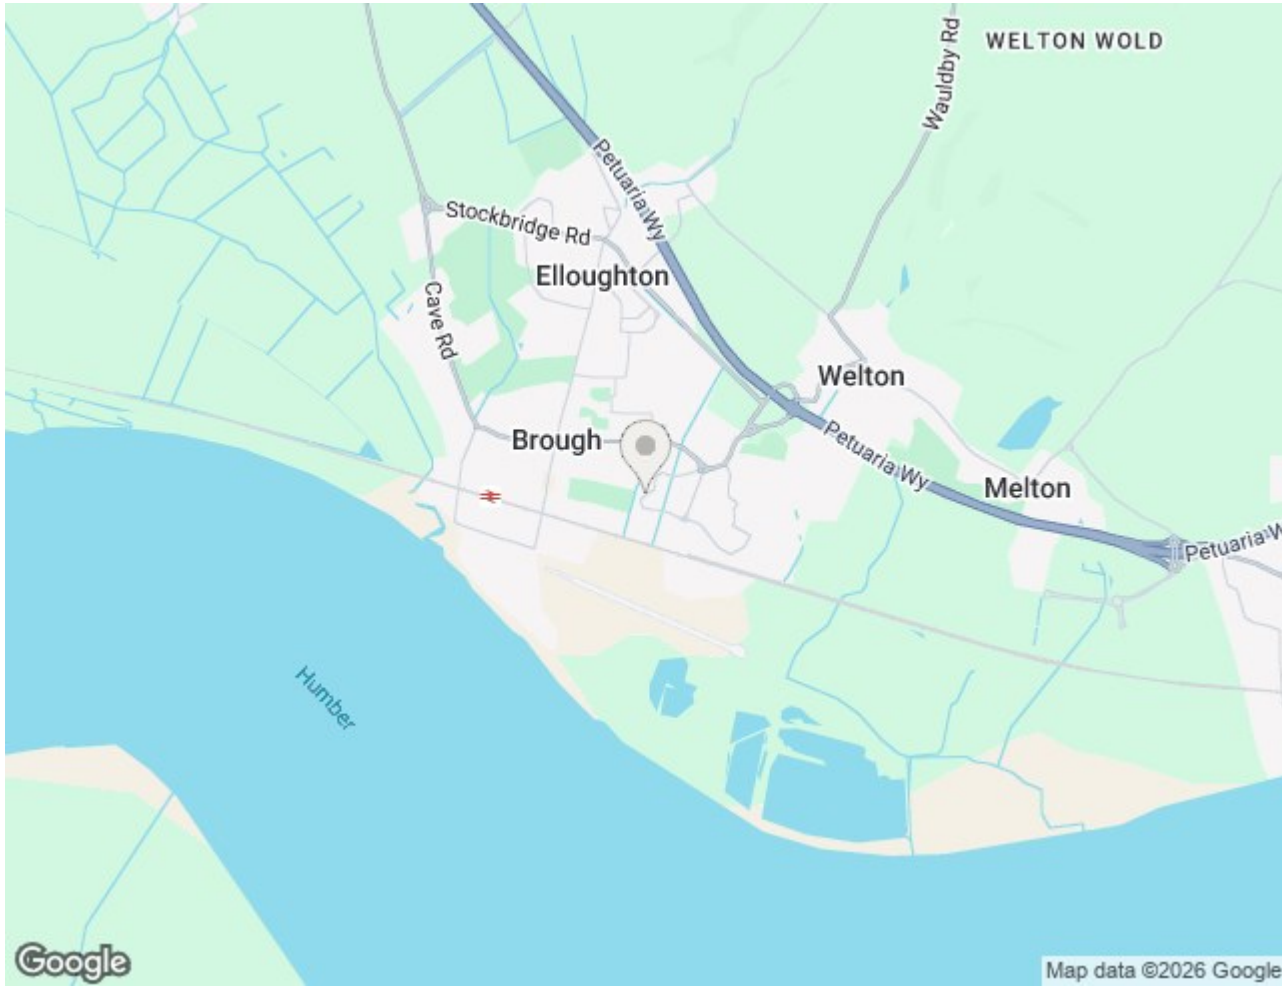 WELTON WOLD
Wauldby Rd
Petuaria Wy
Stockbridge Rd
Elloughton
Cave Rd
Welton
Brough
Petuaria Wy
Melton
Petuaria W
Humber
Google
Map data ©2026 Google